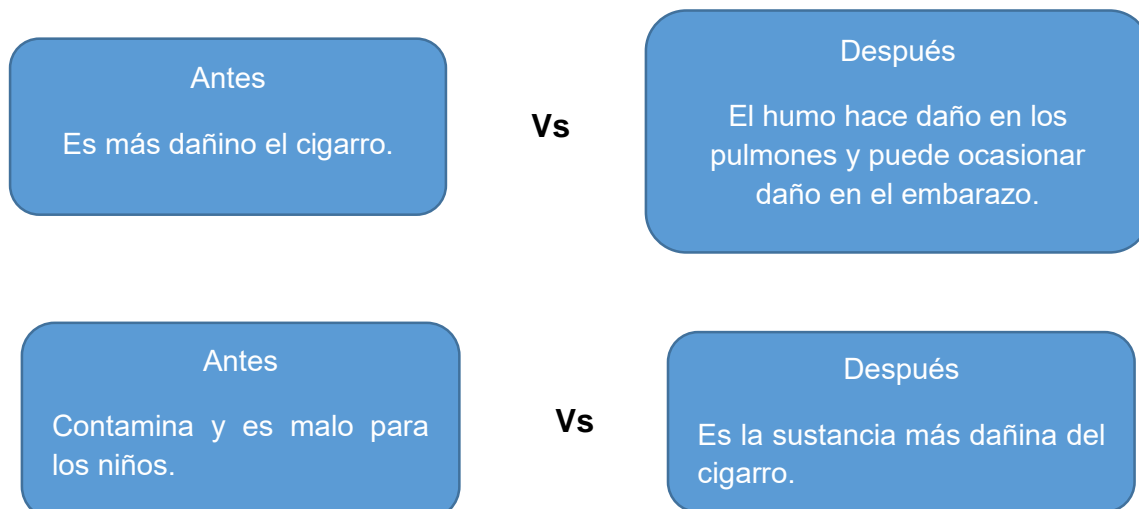 Antes
Es más dañino el cigarro.
Vs
Después
El humo hace daño en los
pulmones y puede ocasionar
daño en el embarazo.
Antes
Contamina y es malo para
los niños.
Vs
Después
Es la sustancia más dañina del
cigarro.